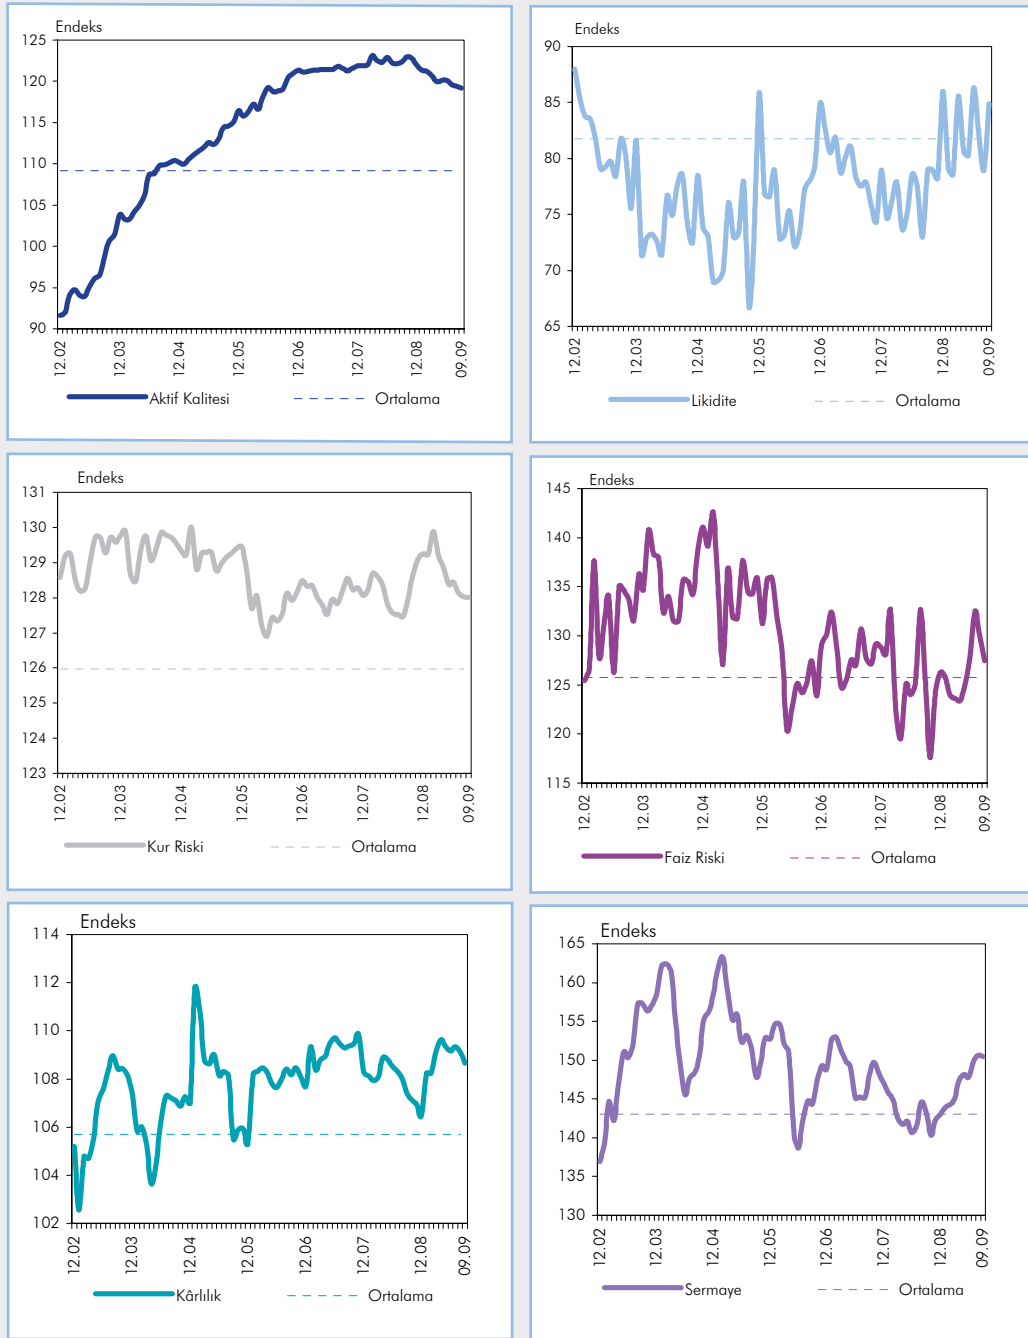 Endeks
125
120
115
110
105
100
95
90
12.02 12.03 12.04 12.05 12.06 12.07 12.08 09.09
Aktif Kalitesi Ortalama
Endeks
90
85
80
75
70
65
12.02 12.03 12.04 12.05 12.06 12.07 12.08 09.09
Likidite Ortalama
Endeks
131
130
129
128
127
126
125
124
123
12.02 12.03 12.04 12.05 12.06 12.07 12.08 09.09
Kur Riski Ortalama
Endeks
145
140
135
130
125
120
115
12.02 12.03 12.04 12.05 12.06 12.07 12.08 09.09
Faiz Riski Ortalama
Endeks
114
112
110
108
106
104
102
12.02 12.03 12.04 12.05 12.06 12.07 12.08 09.09
Kârlılık Ortalama
Endeks
165
160
155
150
145
140
135
130
12.02 12.03 12.04 12.05 12.06 12.07 12.08 09.09
Sermaye Ortalama